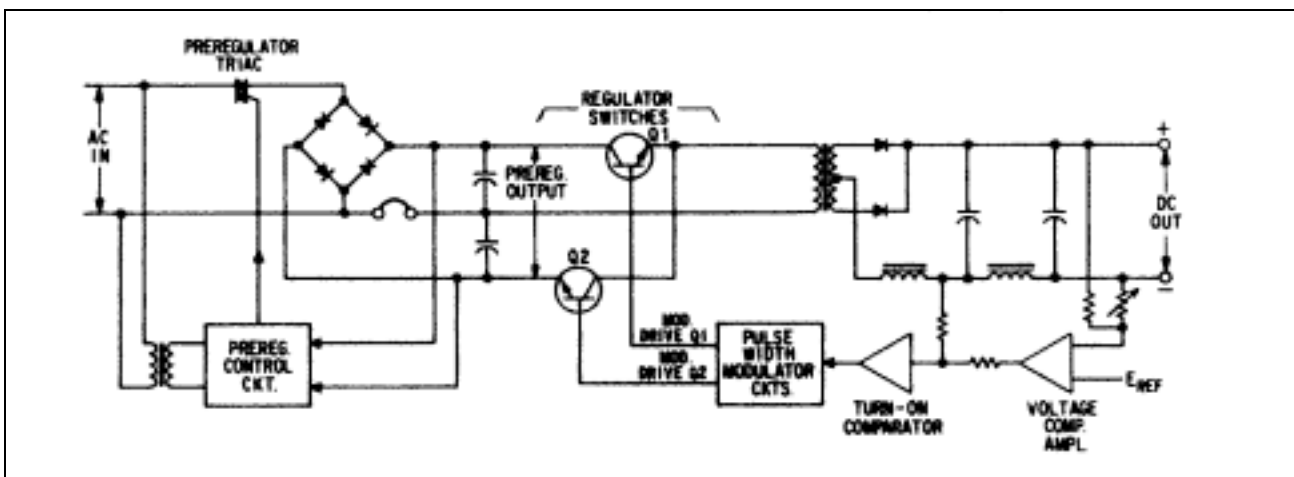 PREREGULATOR
TRIAC
REGULATOR
SWITCHES
Q1
AC
IN
PREREG.
OUTPUT
+
DC
OUT
–
Q2
MOD.
DRIVE Q1
MOD.
DRIVE Q2
PREREG.
CONTROL
CKT.
PULSE
WIDTH
MODULATOR
CKTS.
TURN-ON
COMPARATOR
VOLTAGE
COMP.
AMPL.
EREF